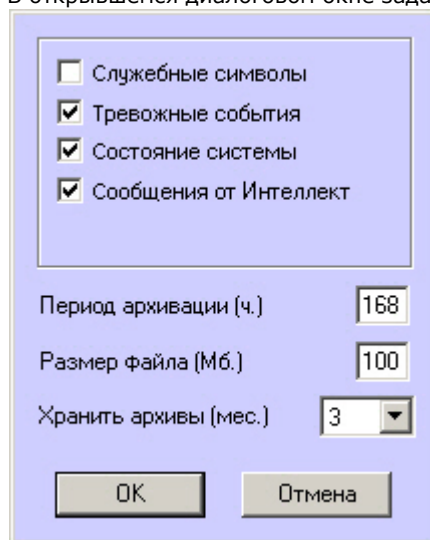 В открывшемся диалоговом окне зада
Служебные символы
Тревожные события
Состояние системы
Сообщения от Интеллект
Период архивации (ч.) 168
Размер файла (Мб.) 100
Хранить архивы (мес.) 3
OK Отмена